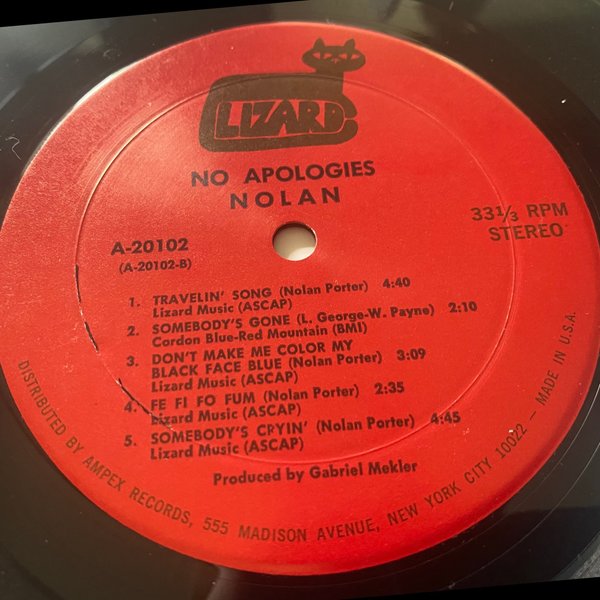 LIZARD
NO APOLOGIES
NOLAN
A-20102
(A-20102-B)
33 1/3 RPM
STEREO
1. TRAVELIN' SONG (Nolan Porter) 4:40
Lizard Music (ASCAP)
2. SOMEBODY'S GONE (L. George-W. Payne) 2:10
Cordon Blue-Red Mountain (BMI)
3. DON'T MAKE ME COLOR MY
BLACK FACE BLUE (Nolan Porter) 3:09
Lizard Music (ASCAP)
4. FE FI FO FUM (Nolan Porter) 2:35
Lizard Music (ASCAP)
5. SOMEBODY'S CRYIN' (Nolan Porter) 4:45
Lizard Music (ASCAP)
Produced by Gabriel Mekler
DISTRIBUTED BY AMPEX RECORDS, 555 MADISON AVENUE, NEW YORK CITY 10022 — MADE IN U.S.A.